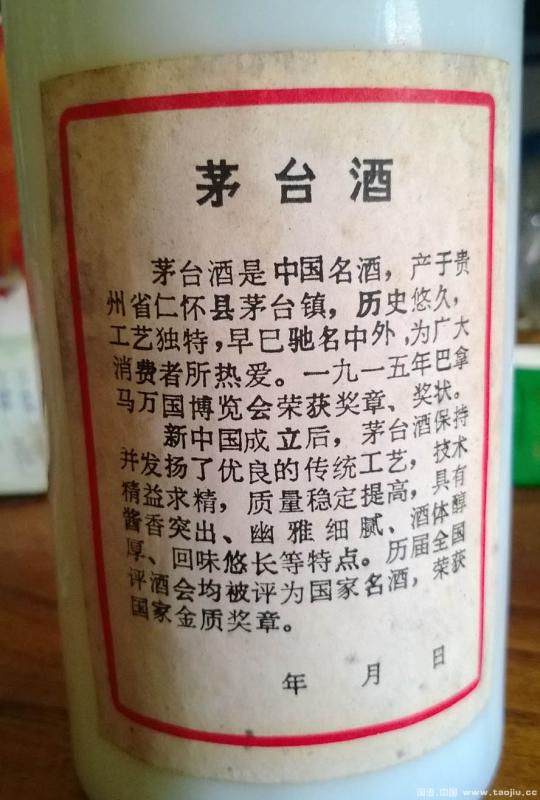 茅台酒
茅台酒是中国名酒，产于贵
州省仁怀县茅台镇，历史悠久，
工艺独特，早已驰名中外，为广大
消费者所热爱。一九一五年巴拿
马万国博览会荣获奖章、奖状。
新中国成立后，茅台酒保持
并发扬了优良的传统工艺，技术
精益求精，质量稳定提高，具有
酱香突出、幽雅细腻、酒体醇
厚、回味悠长等特点。历届全国
评酒会均被评为国家名酒，荣获
国家金质奖章。
年 月 日
国酒.中国 www.taojiu.cc